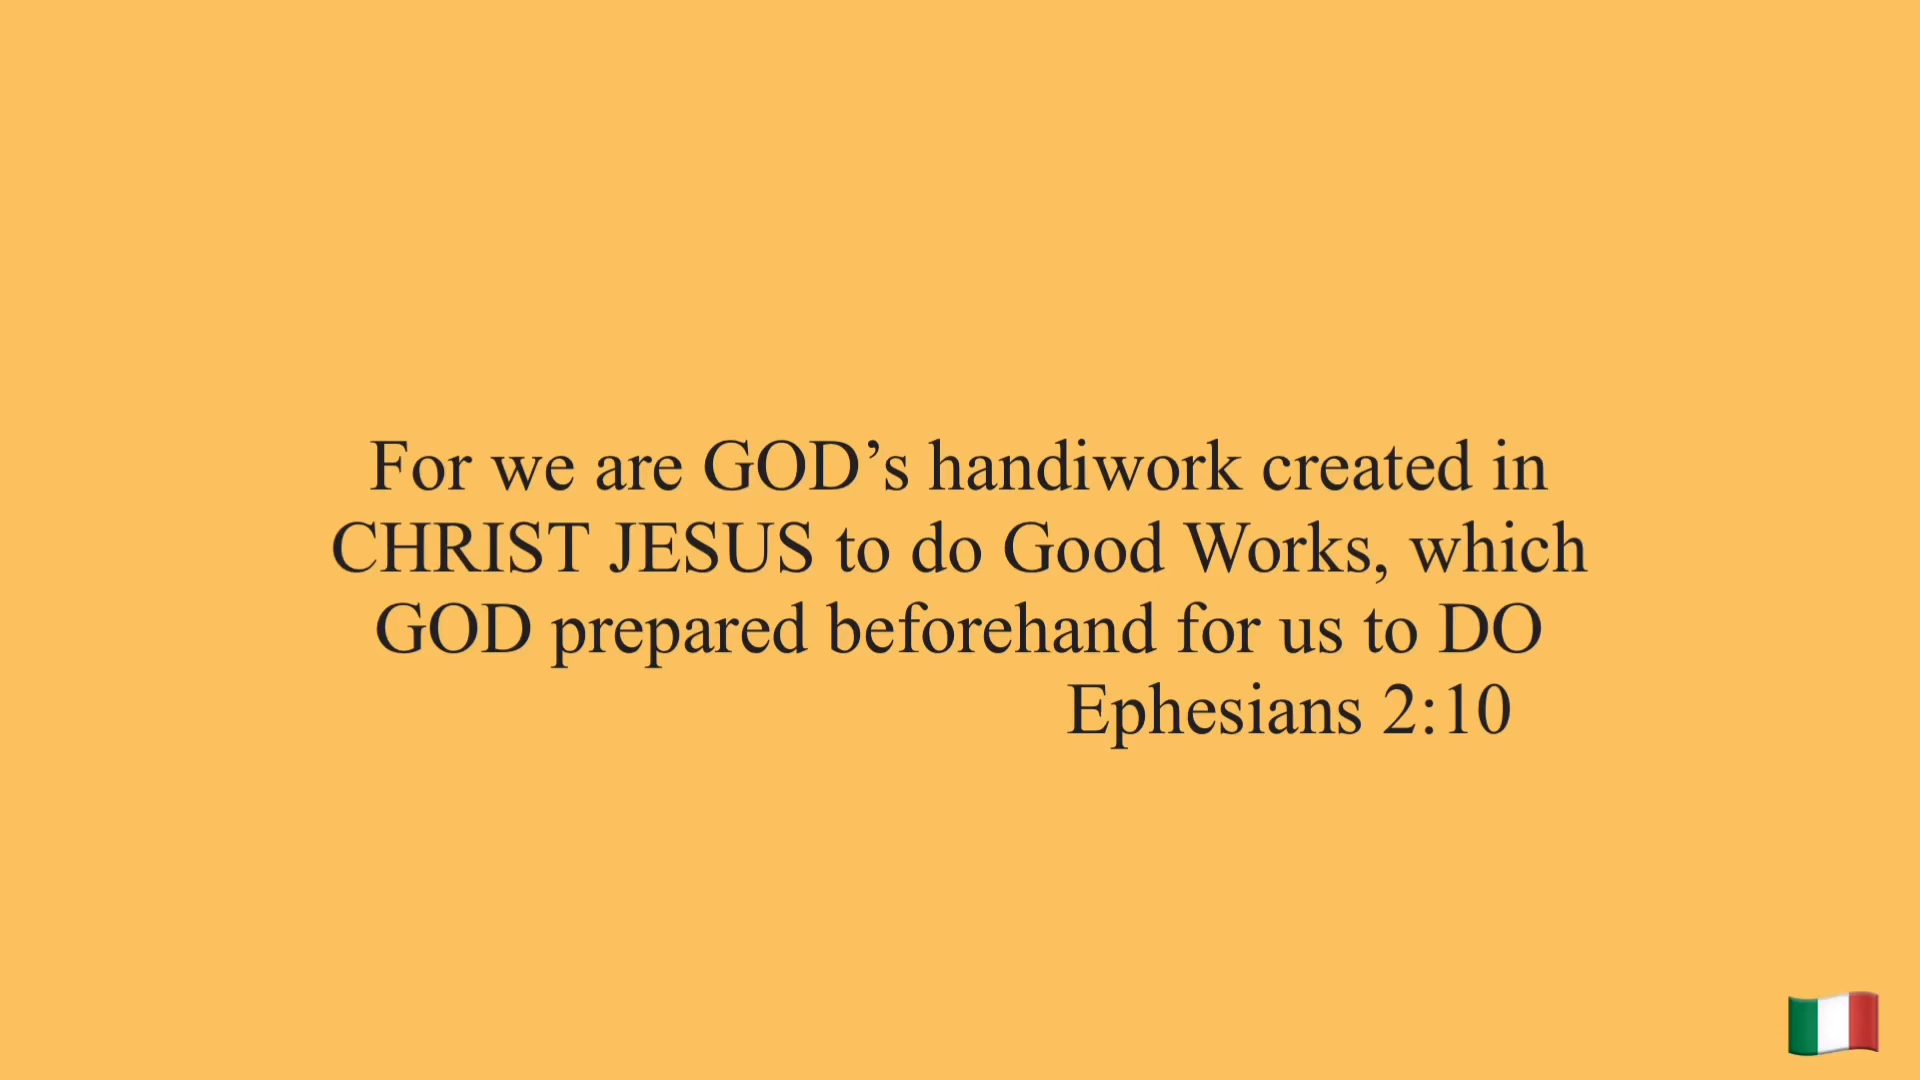 For we are GOD’s handiwork created in
CHRIST JESUS to do Good Works, which
GOD prepared beforehand for us to DO
Ephesians 2:10